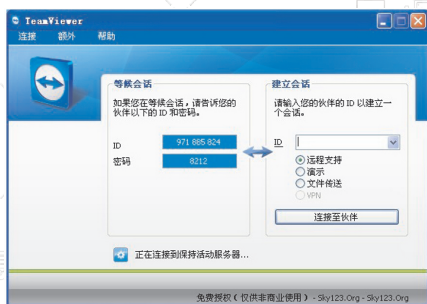 TeamViewer
连接 额外 帮助
等候会话
如果您在等候会话，请告诉您的
伙伴以下的 ID 和密码。
ID 971 885 824
密码 8212
建立会话
请输入您的伙伴的 ID 以建立一
个会话。
ID
远程支持
演示
文件传送
VPN
连接至伙伴
正在连接到保持活动服务器...
免费授权（仅供非商业使用）- Sky123.Org - Sky123.Org